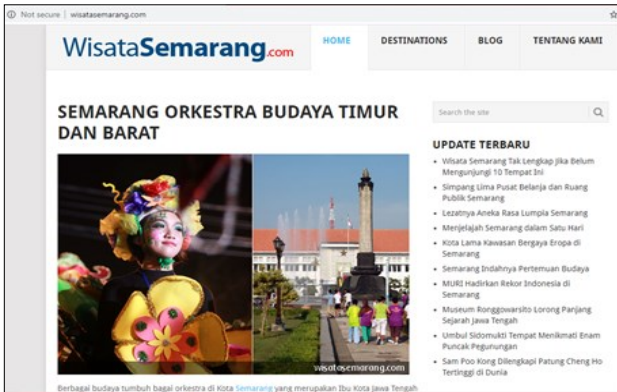 Not secure | wisatasemarang.com
WisataSemarang.com
HOME
DESTINATIONS
BLOG
TENTANG KAMI
SEMARANG ORKESTRA BUDAYA TIMUR
DAN BARAT
wisatasemarang.com
Berbagai budaya tumbuh bagai orkestra di Kota Semarang yang merupakan Ibu Kota Jawa Tengah
Search the site
UPDATE TERBARU
• Wisata Semarang Tak Lengkap Jika Belum
Mengunjungi 10 Tempat Ini
• Simpang Lima Pusat Belanja dan Ruang
Publik Semarang
• Lezatnya Aneka Rasa Lumpia Semarang
• Menjelajah Semarang dalam Satu Hari
• Kota Lama Kawasan Bergaya Eropa di
Semarang
• Semarang Indahnya Pertemuan Budaya
• MURI Hadirkan Rekor Indonesia di
Semarang
• Museum Ronggowarsito Lorong Panjang
Sejarah Jawa Tengah
• Umbul Sidomukti Tempat Menikmati Enam
Puncak Pegunungan
• Sam Poo Kong Dilengkapi Patung Cheng Ho
Tertinggi di Dunia